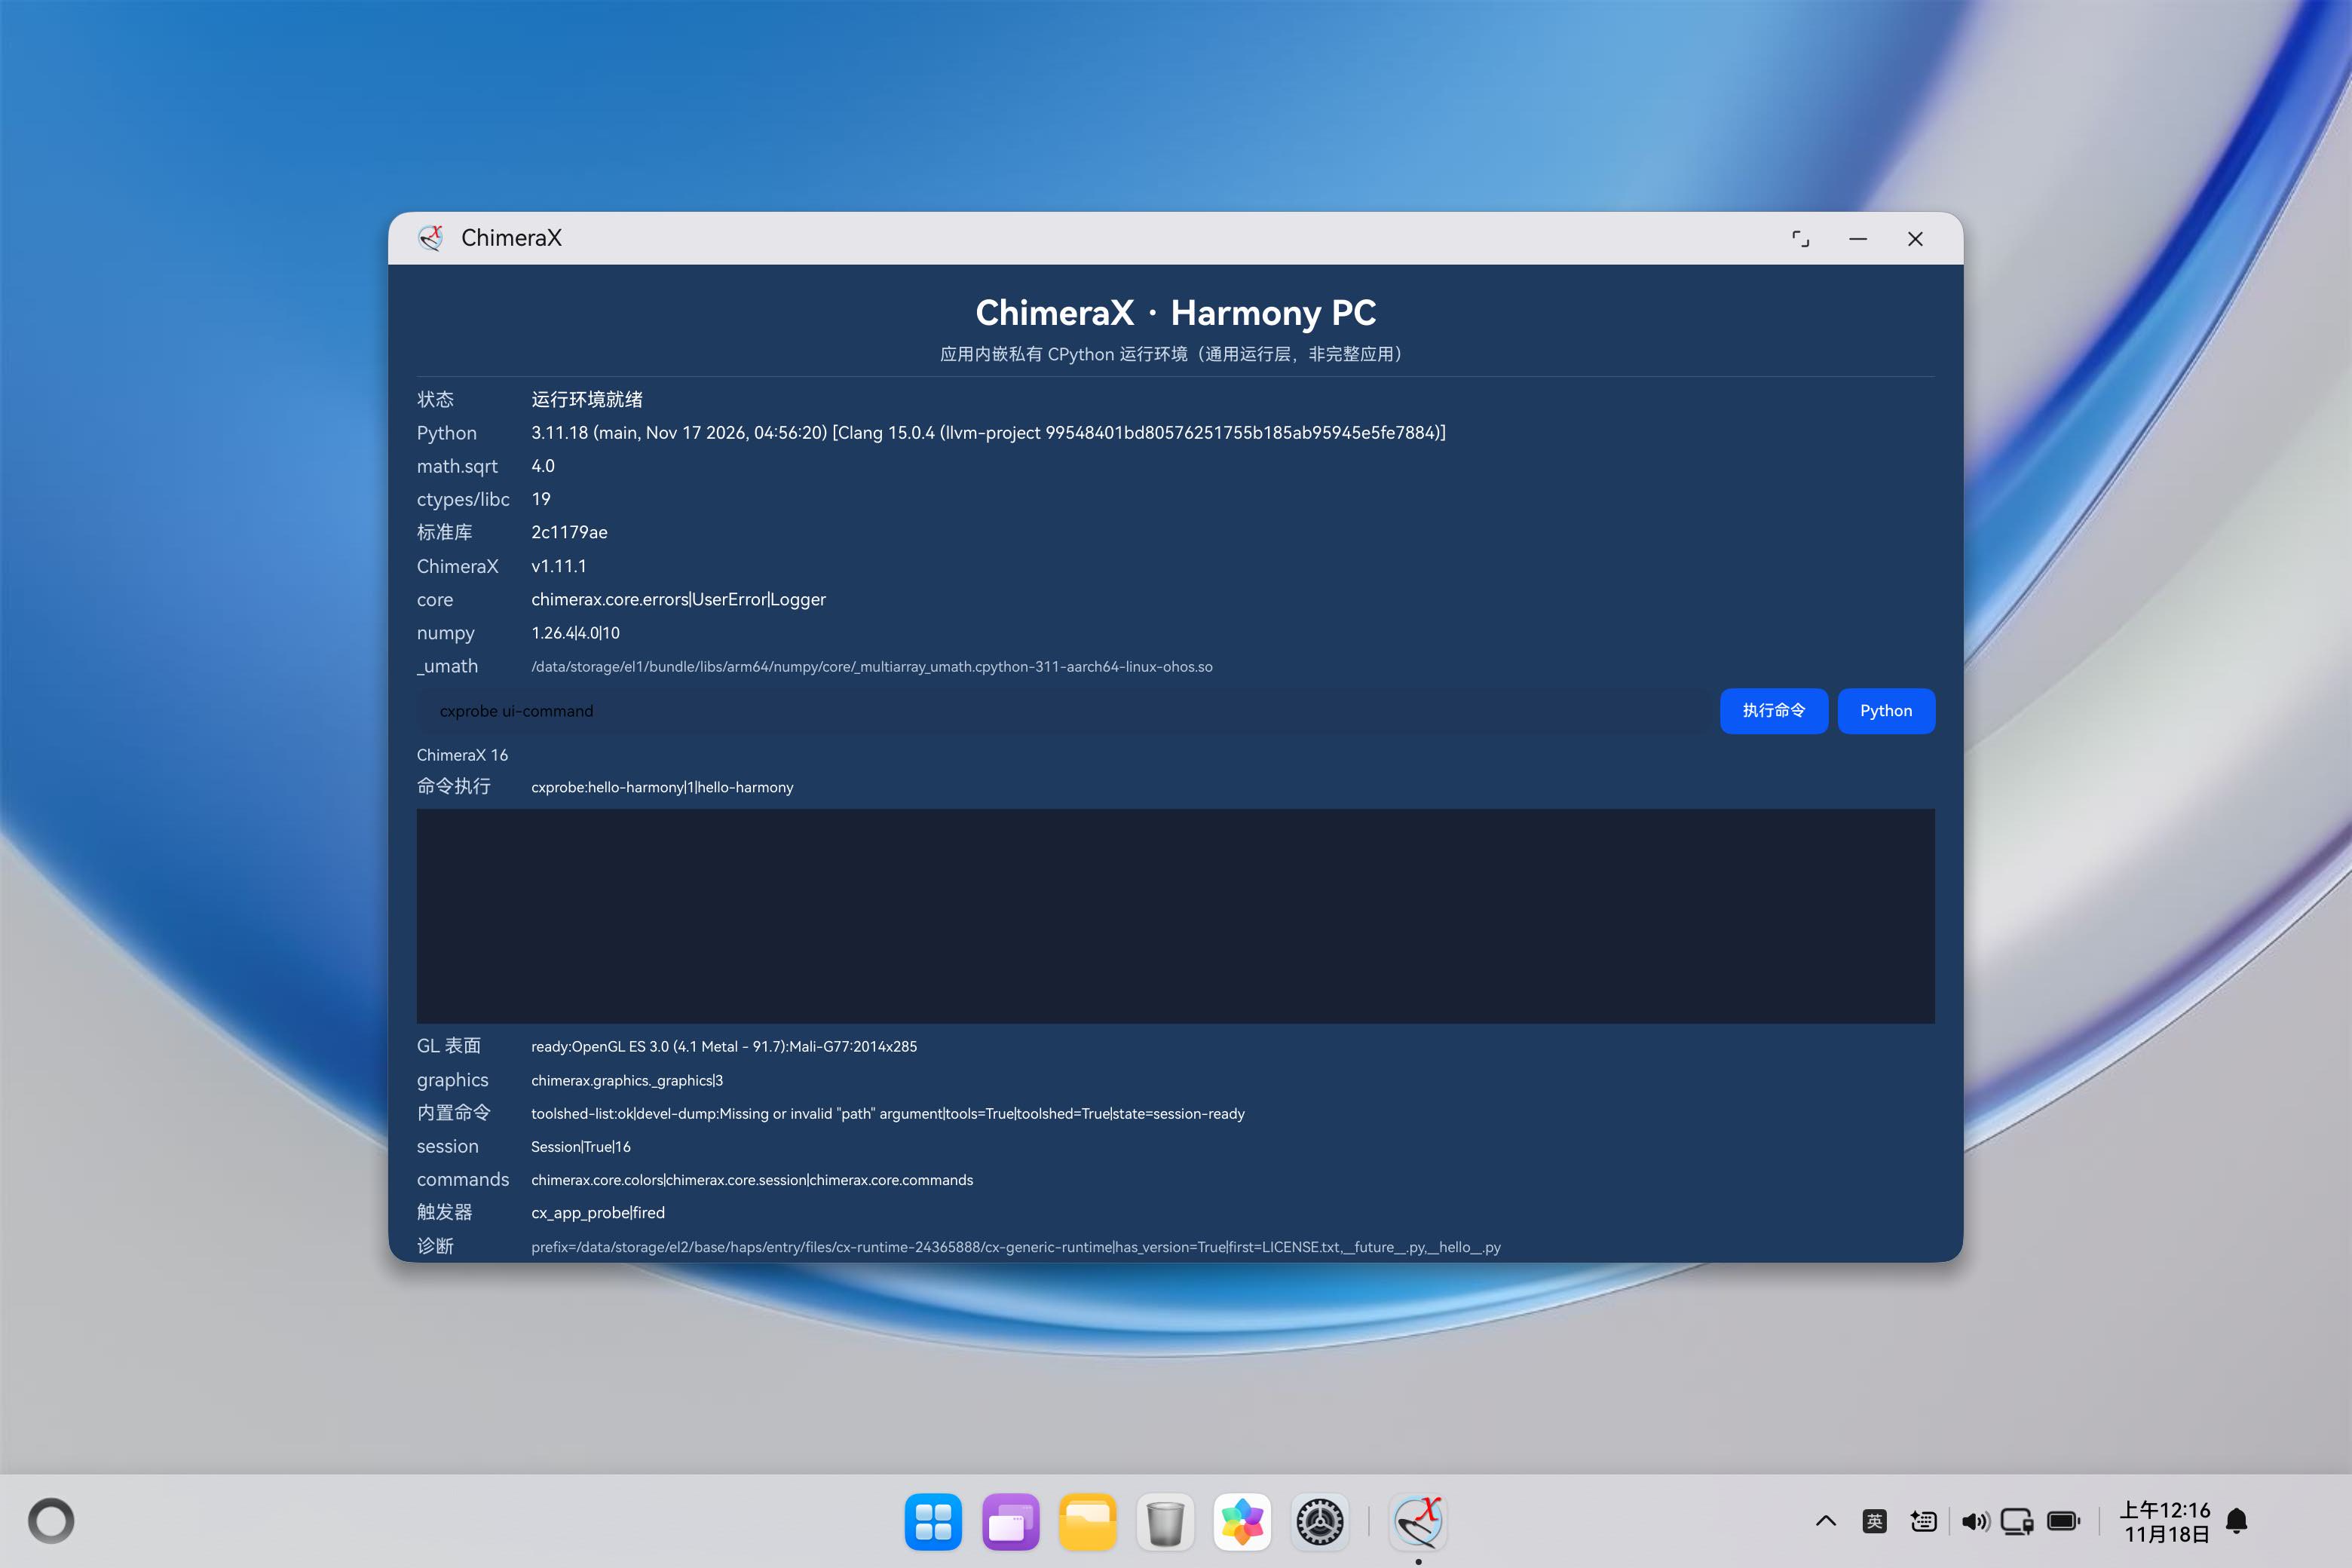 ChimeraX
ChimeraX · Harmony PC
应用内嵌私有 CPython 运行环境（通用运行层，非完整应用）
状态 运行环境就绪
Python 3.11.18 (main, Nov 17 2026, 04:56:20) [Clang 15.0.4 (llvm-project 99548401bd80576251755b185ab95945e5fe7884)]
math.sqrt 4.0
ctypes/libc 19
标准库 2c1179ae
ChimeraX v1.11.1
core chimerax.core.errors|UserError|Logger
numpy 1.26.4|4.0|10
_umath /data/storage/el1/bundle/libs/arm64/numpy/core/_multiarray_umath.cpython-311-aarch64-linux-ohos.so
cxprobe ui-command 执行命令 Python
ChimeraX 16
命令执行 cxprobe:hello-harmony|1|hello-harmony
GL 表面 ready:OpenGL ES 3.0 (4.1 Metal - 91.7):Mali-G77:2014x285
graphics chimerax.graphics._graphics|3
内置命令 toolshed-list:ok|devel-dump:Missing or invalid "path" argument|tools=True|toolshed=True|state=session-ready
session Session|True|16
commands chimerax.core.colors|chimerax.core.session|chimerax.core.commands
触发器 cx_app_probe|fired
诊断 prefix=/data/storage/el2/base/haps/entry/files/cx-runtime-24365888/cx-generic-runtime|has_version=True|first=LICENSE.txt,__future__.py,__hello__.py
英
上午12:16
11月18日